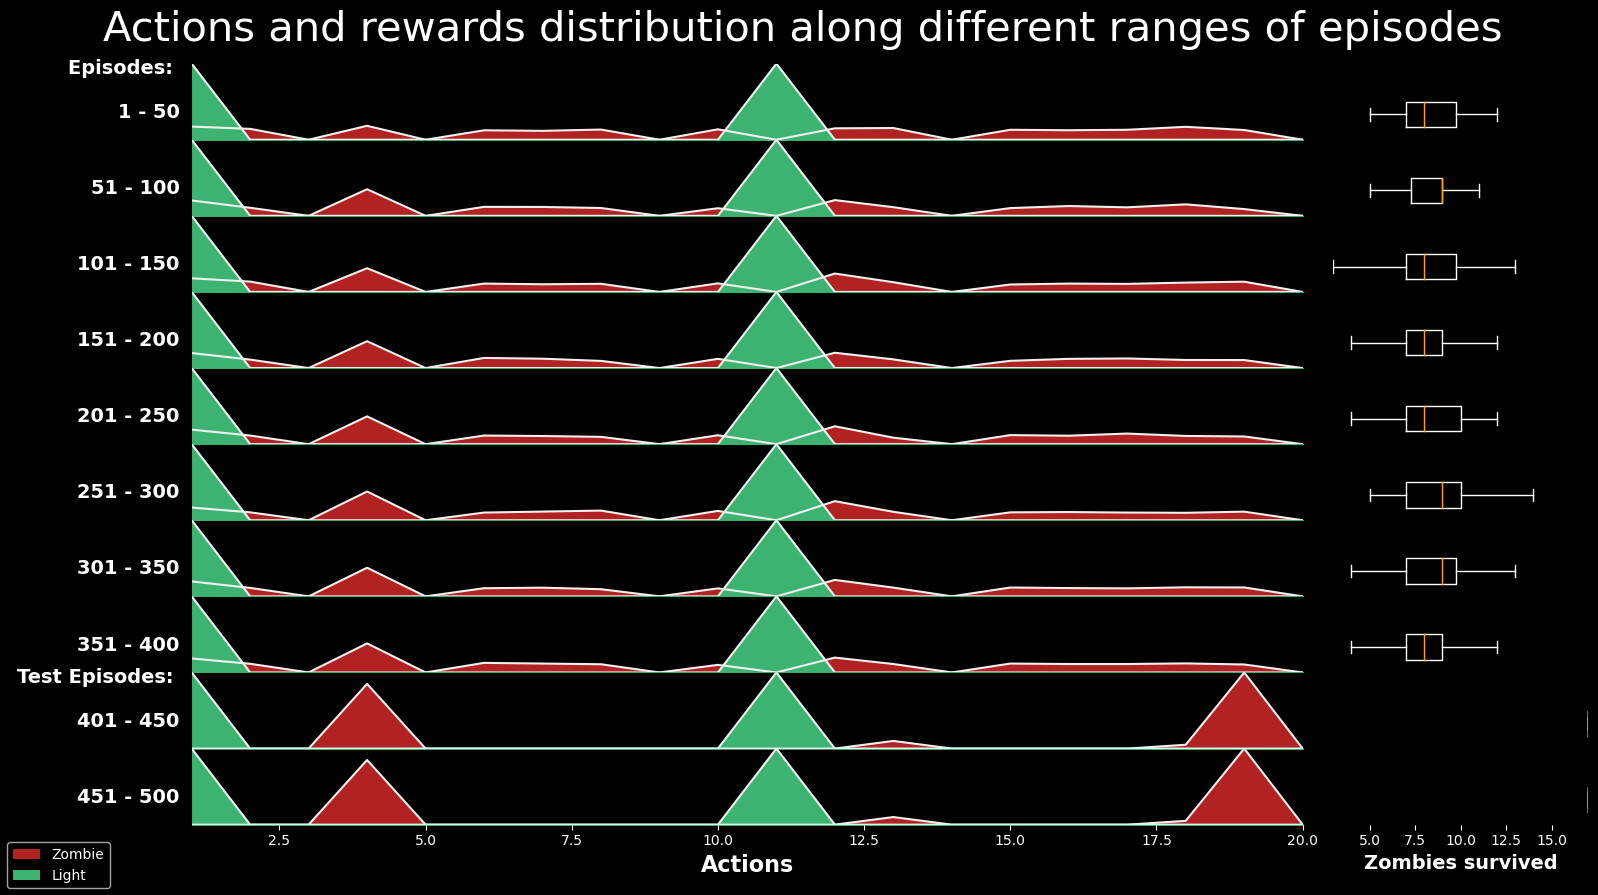 Actions and rewards distribution along different ranges of episodes
Episodes:
1 - 50
51 - 100
101 - 150
151 - 200
201 - 250
251 - 300
301 - 350
351 - 400
Test Episodes:
401 - 450
451 - 500
2.5 5.0 7.5 10.0 12.5 15.0 17.5 20.0
Actions
5.0 7.5 10.0 12.5 15.0
Zombies survived
Zombie
Light